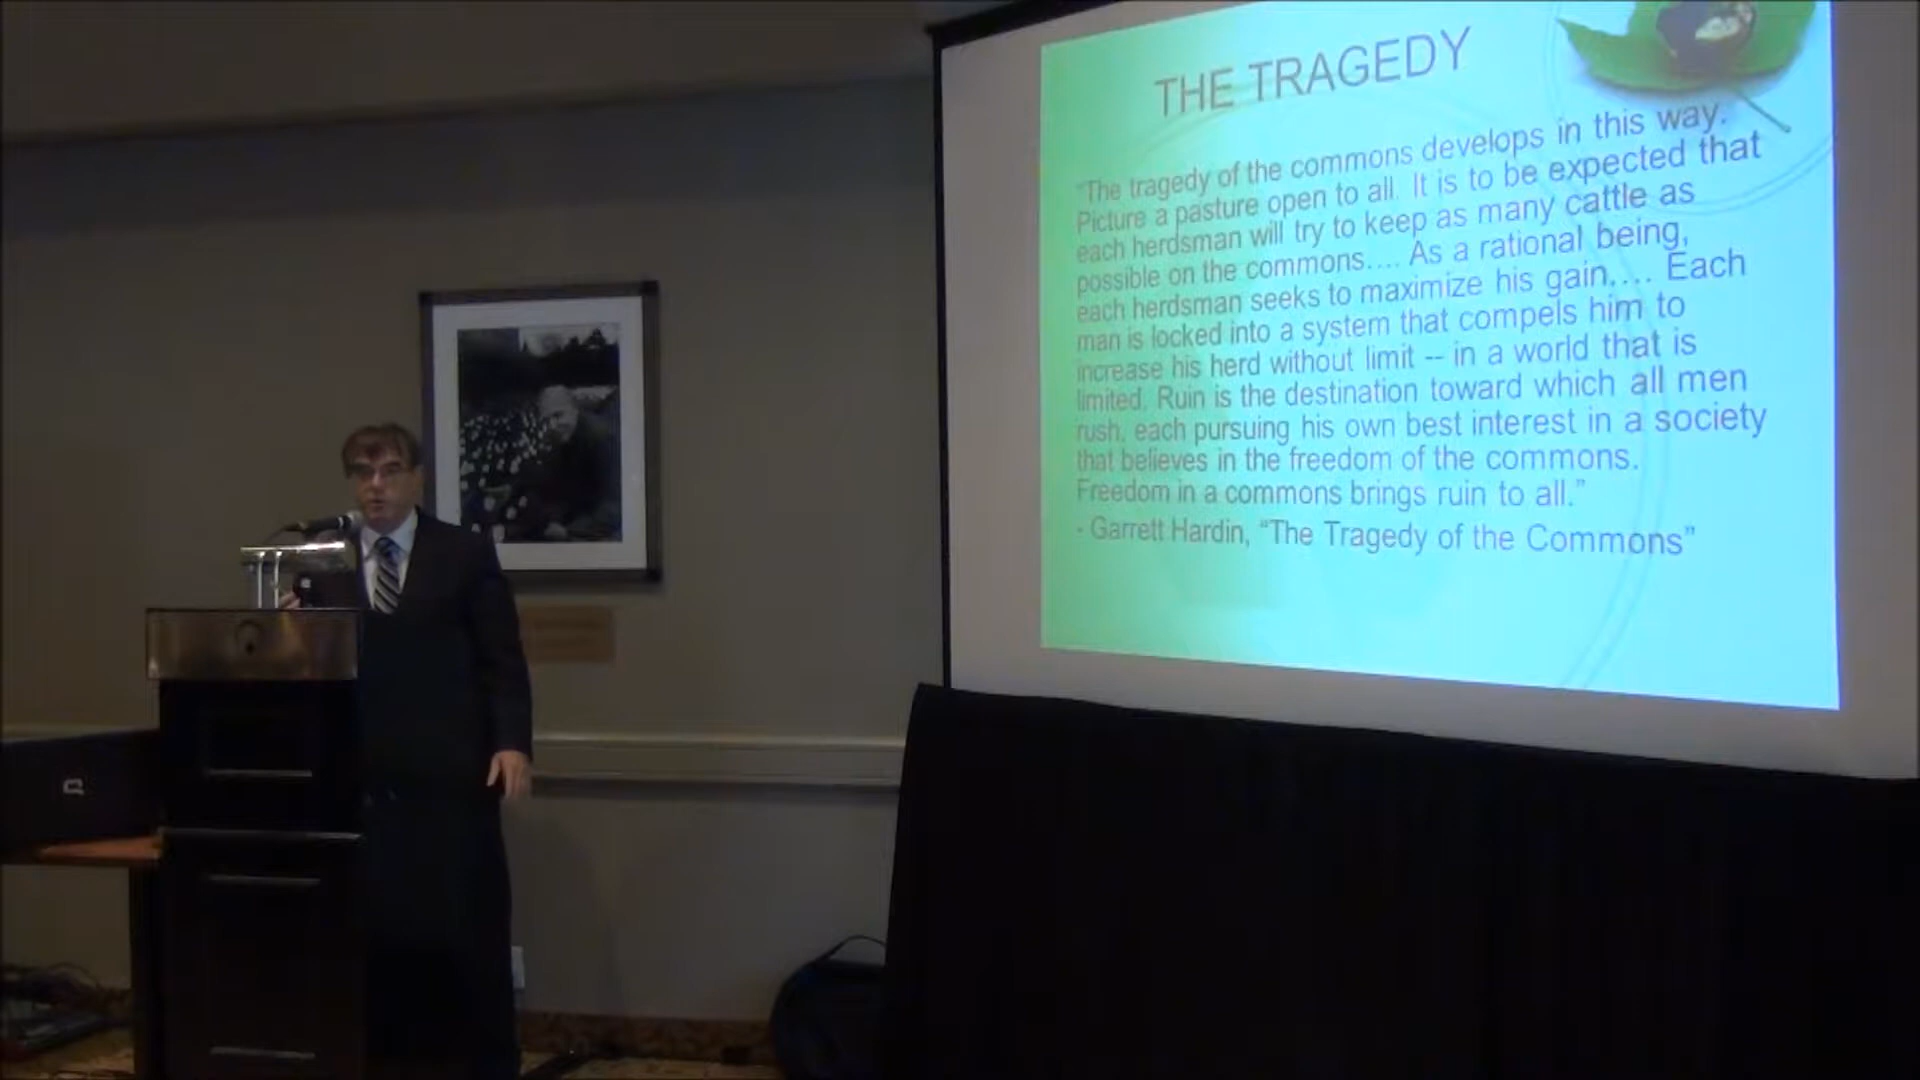 THE TRAGEDY
"The tragedy of the commons develops in this way.
Picture a pasture open to all. It is to be expected that
each herdsman will try to keep as many cattle as
possible on the commons.... As a rational being,
each herdsman seeks to maximize his gain.... Each
man is locked into a system that compels him to
increase his herd without limit -- in a world that is
limited. Ruin is the destination toward which all men
rush, each pursuing his own best interest in a society
that believes in the freedom of the commons.
Freedom in a commons brings ruin to all."
- Garrett Hardin, "The Tragedy of the Commons"